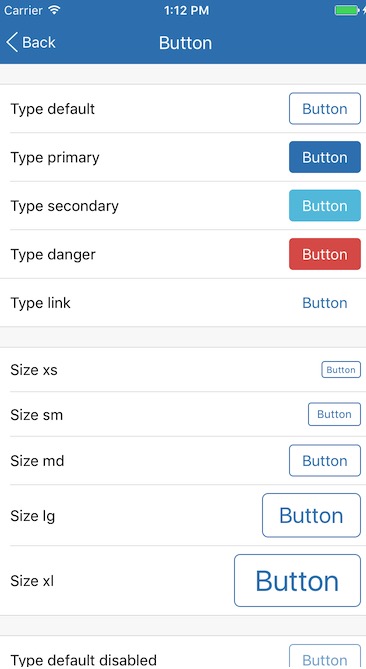 Carrier 1:12 PM
Back Button
Type default Button
Type primary Button
Type secondary Button
Type danger Button
Type link Button
Size xs Button
Size sm Button
Size md Button
Size lg Button
Size xl Button
Type default disabled Button